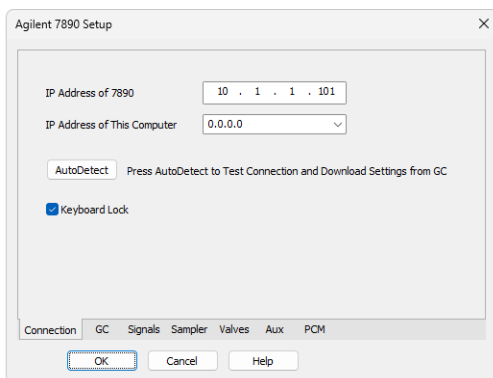 Agilent 7890 Setup
IP Address of 7890 10 . 1 . 1 . 101
IP Address of This Computer 0.0.0.0
AutoDetect Press AutoDetect to Test Connection and Download Settings from GC
Keyboard Lock
Connection GC Signals Sampler Valves Aux PCM
OK Cancel Help